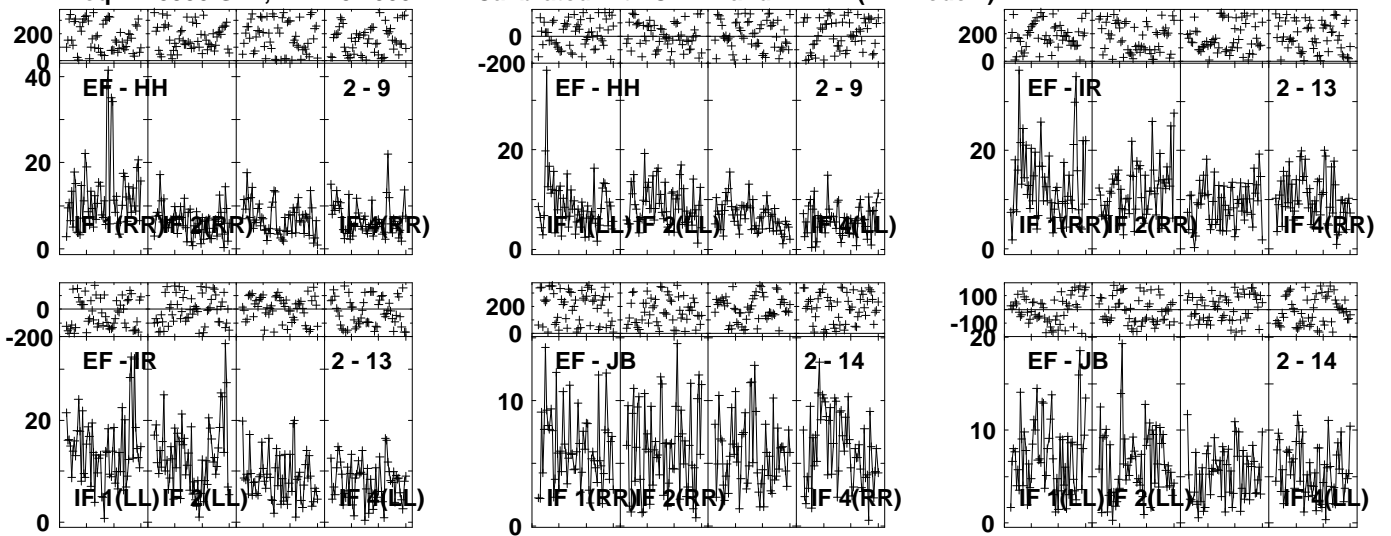 200
0
40
EF - HH 2 - 9
20
IF 1(RR) IF 2(RR) IF 4(RR)
0
0
-200
EF - HH 2 - 9
20
IF 1(LL) IF 2(LL) IF 4(LL)
0
200
0
EF - IR 2 - 13
20
IF 1(RR) IF 2(RR) IF 4(RR)
0
0
-200
EF - IR 2 - 13
20
IF 1(LL) IF 2(LL) IF 4(LL)
0
200
0
EF - JB 2 - 14
10
IF 1(RR) IF 2(RR) IF 4(RR)
0
100
-100
20
EF - JB 2 - 14
10
IF 1(LL) IF 2(LL) IF 4(LL)
0